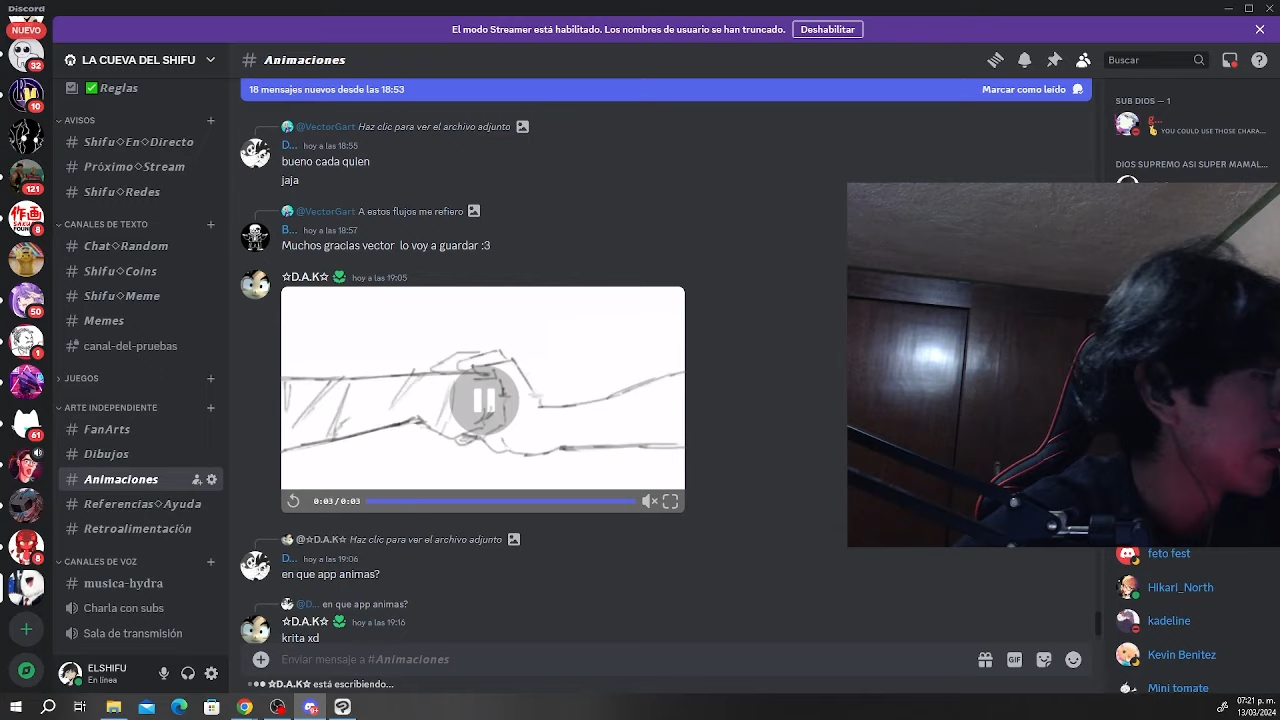 Discord
NUEVO
El modo Streamer está habilitado. Los nombres de usuario se han truncado.
Deshabilitar
32
10
121
8
50
1
61
8
LA CUEVA DEL SHIFU
Reglas
AVISOS
Shifu◇En◇Directo
Próximo◇Stream
Shifu◇Redes
CANALES DE TEXTO
Chat◇Random
Shifu◇Coins
Shifu◇Meme
Memes
canal-del-pruebas
JUEGOS
ARTE INDEPENDIENTE
FanArts
Dibujos
Animaciones
Referencias◇Ayuda
Retroalimentación
CANALES DE VOZ
musica-hydra
Charla con subs
Sala de transmisión
ELSHIFU
En línea
# Animaciones
Buscar
18 mensajes nuevos desde las 18:53
Marcar como leído
@VectorGart Haz clic para ver el archivo adjunto
D... hoy a las 18:55
bueno cada quien
jaja
@VectorGart A estos flujos me refiero
B... hoy a las 18:57
Muchos gracias vector lo voy a guardar :3
☆D.A.K☆ hoy a las 19:05
0:03/0:03
@☆D.A.K☆ Haz clic para ver el archivo adjunto
D... hoy a las 19:06
en que app animas?
@D... en que app animas?
☆D.A.K☆ hoy a las 19:16
krita xd
Enviar mensaje a #Animaciones
GIF
☆D.A.K☆ está escribiendo...
SUB DIOS — 1
g...
YOU COULD USE THOSE CHARA...
DIOS SUPREMO ASI SUPER MAMAL...
feto fest
Hikari_North
kadeline
Kevin Benitez
Mini tomate
07:21 p. m.
13/03/2024